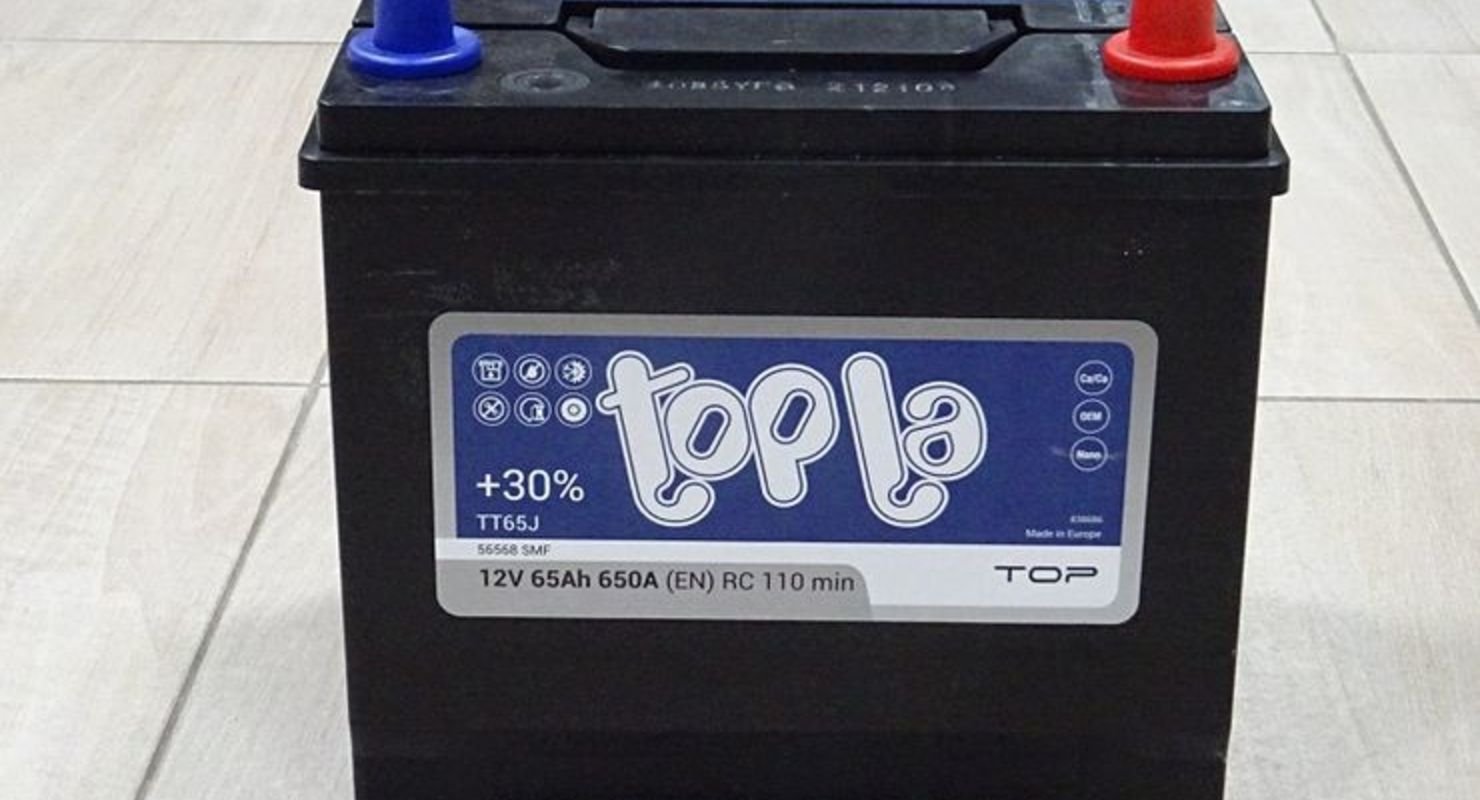 topla
Ca/Ca
OEM
Nano
+30%
TT65J
Made in Europe
56568 SMF
12V 65Ah 650A (EN) RC 110 min
TOP